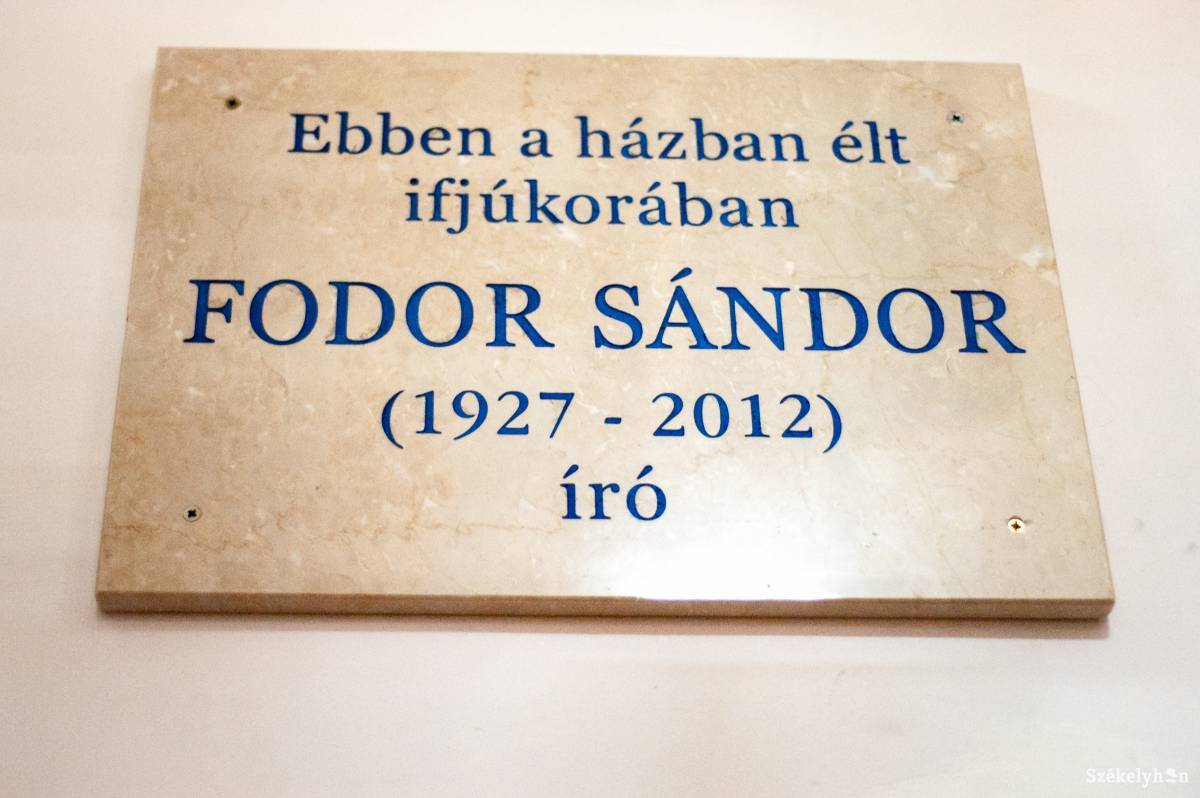 Ebben a házban élt
ifjúkorában
FODOR SÁNDOR
(1927 - 2012)
író
Székelyhon